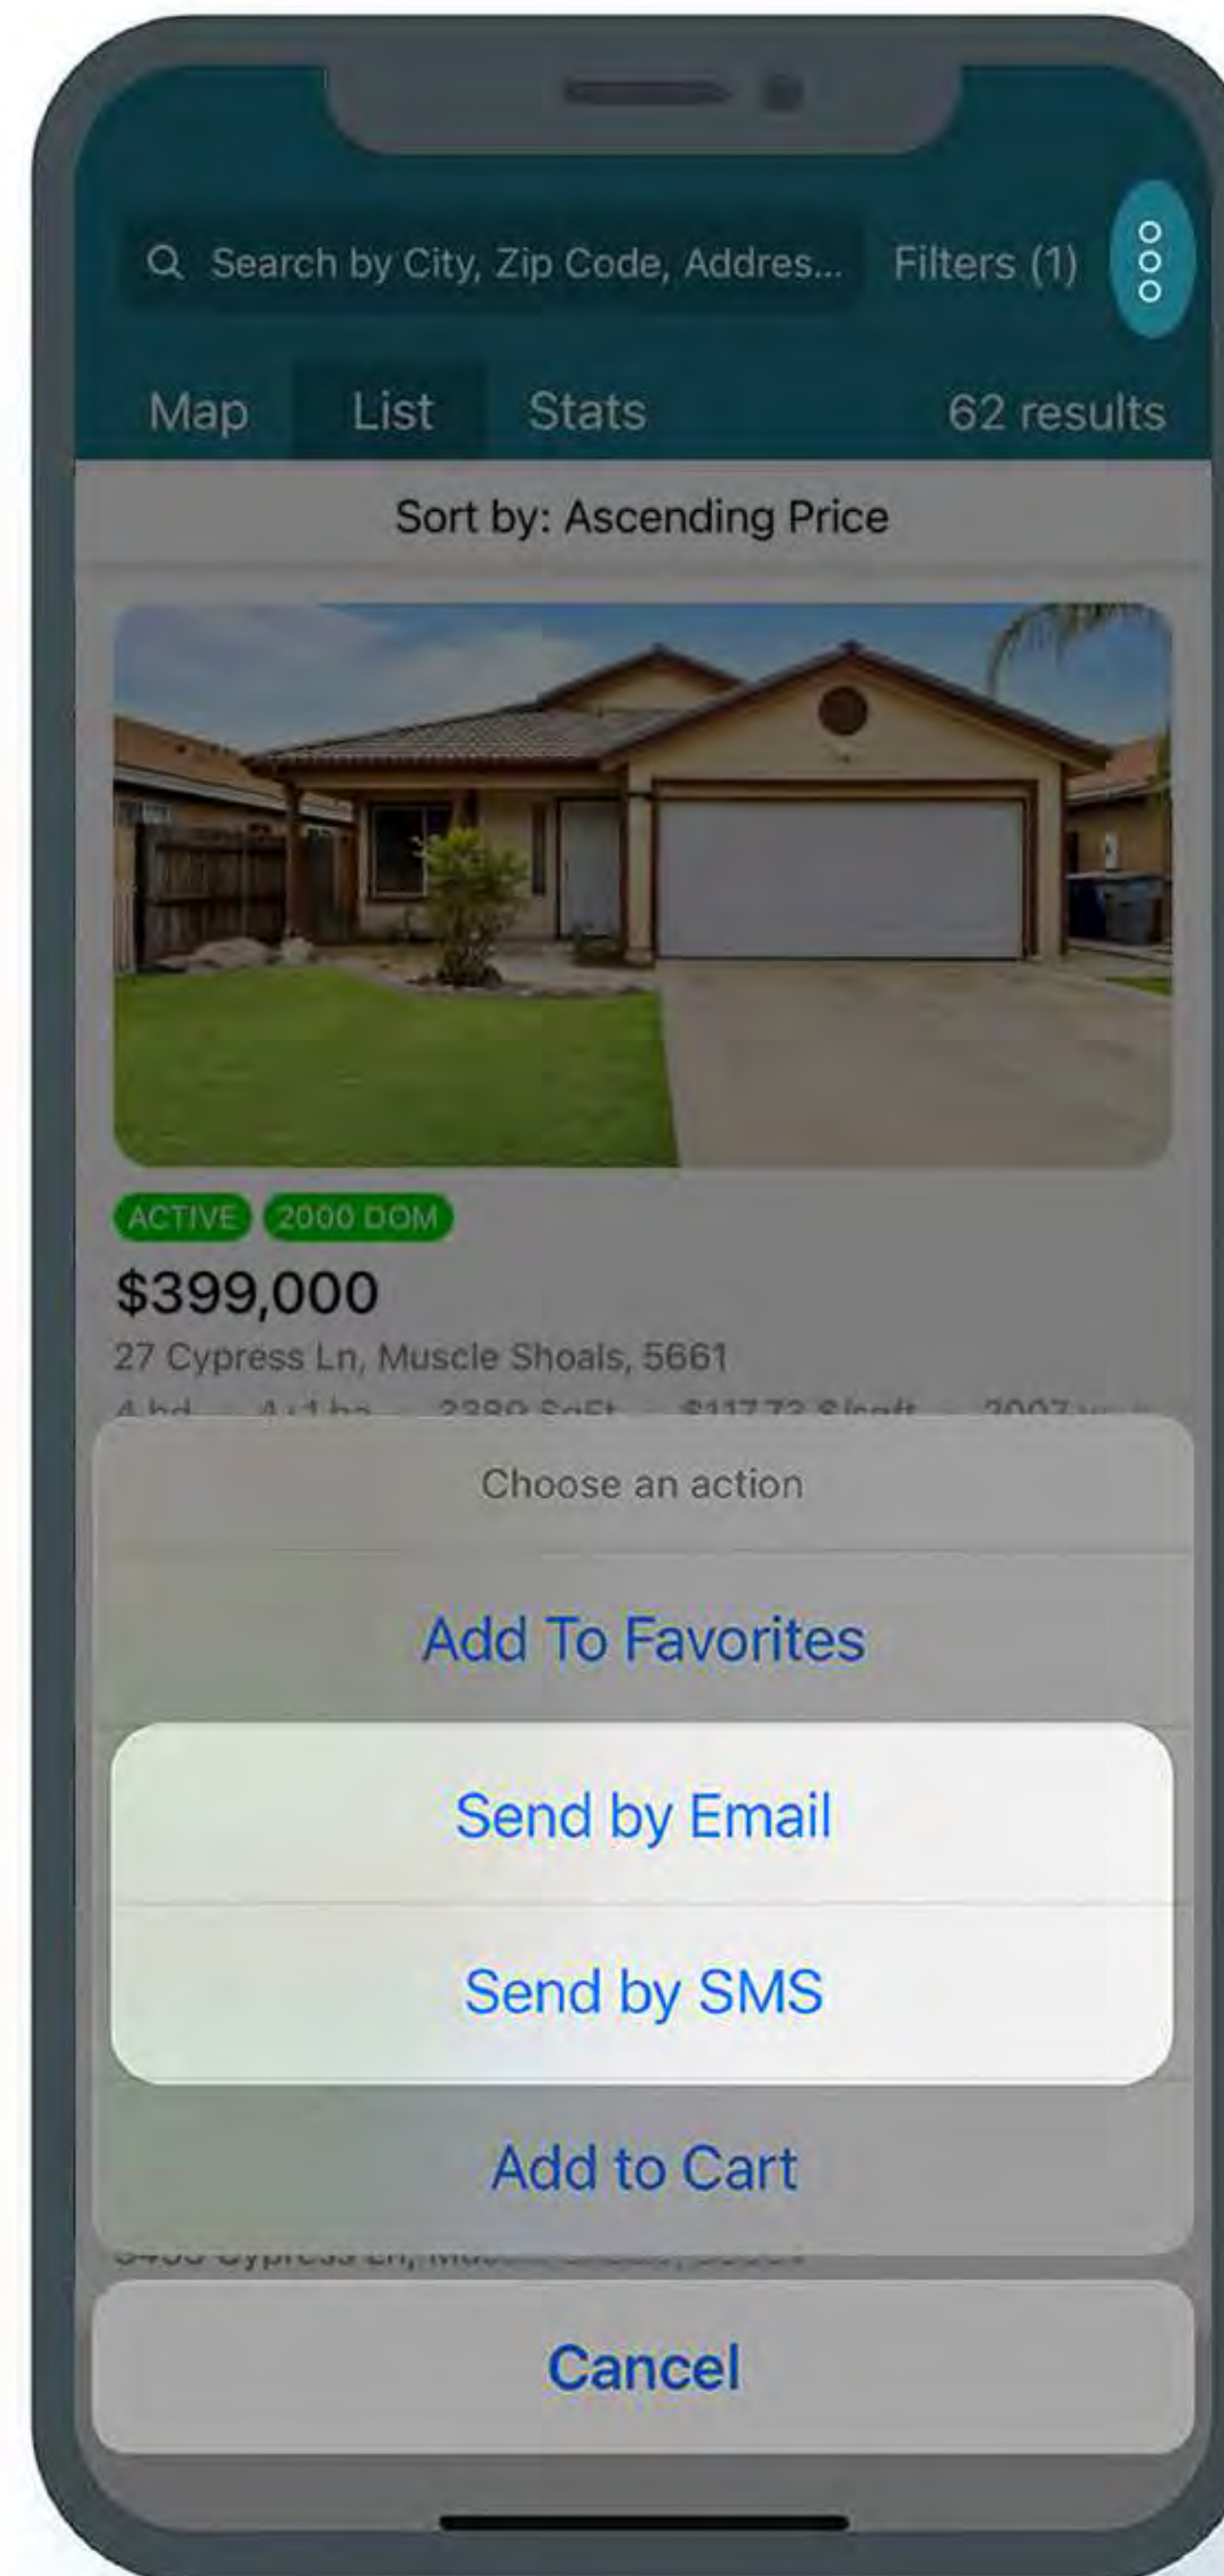 Search by City, Zip Code, Addres... Filters (1)
Map List Stats 62 results
Sort by: Ascending Price
ACTIVE 2000 DOM
$399,000
27 Cypress Ln, Muscle Shoals, 5661
Choose an action
Add To Favorites
Send by Email
Send by SMS
Add to Cart
Cancel